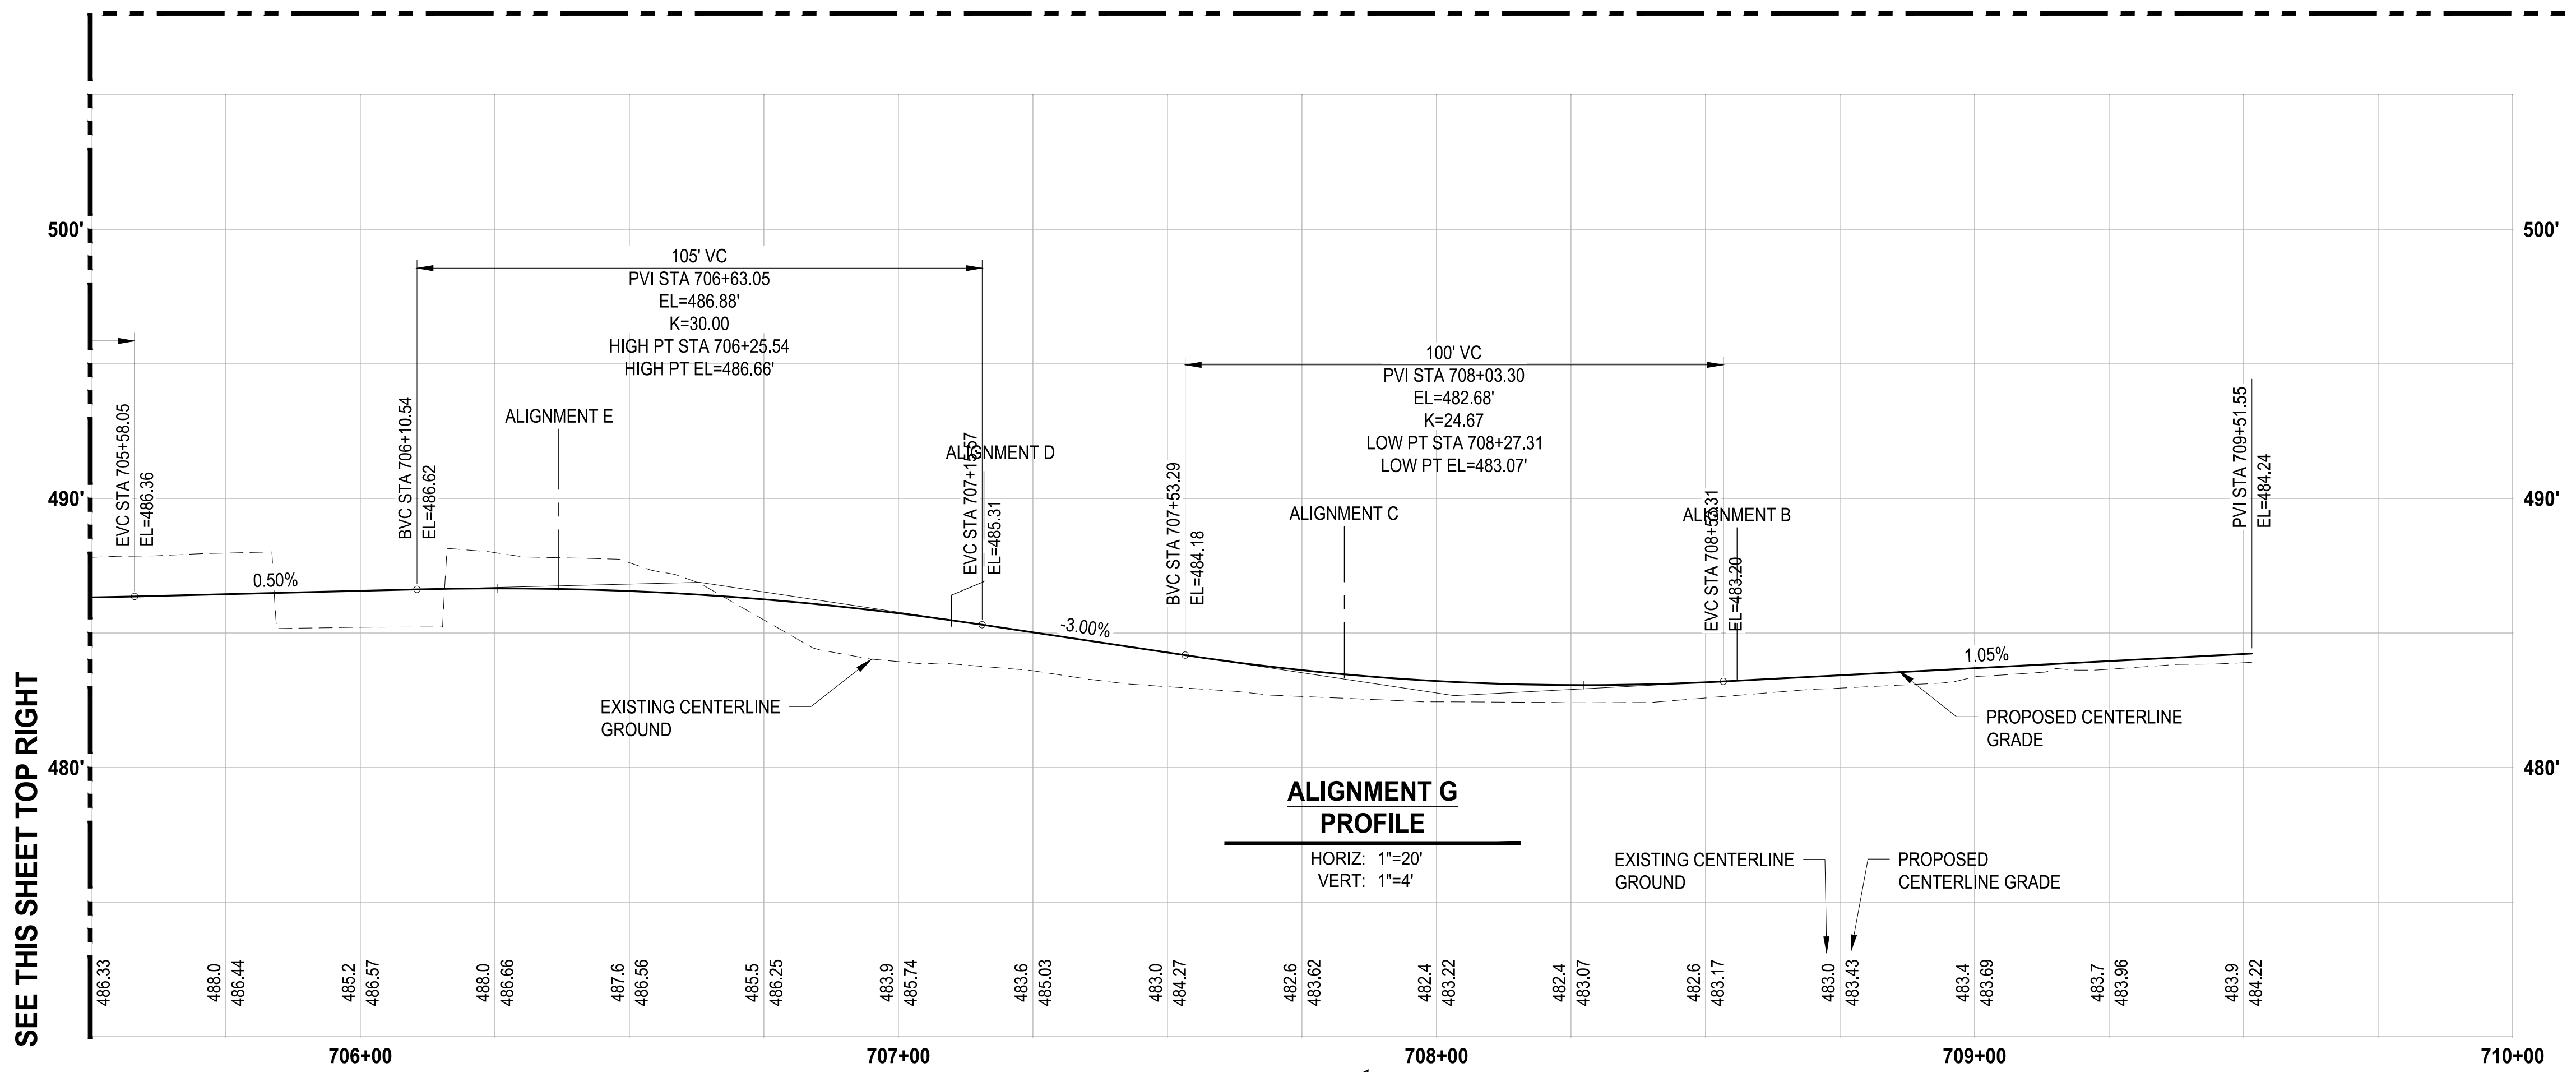 500'
500'
490'
490'
480'
480'
SEE THIS SHEET TOP RIGHT
EVC STA 705+58.05
EL=486.36
0.50%
BVC STA 706+10.54
EL=486.62
105' VC
PVI STA 706+63.05
EL=486.88'
K=30.00
HIGH PT STA 706+25.54
HIGH PT EL=486.66'
ALIGNMENT E
ALIGNMENT D
EVC STA 707+15.57
EL=485.31
-3.00%
BVC STA 707+53.29
EL=484.18
100' VC
PVI STA 708+03.30
EL=482.68'
K=24.67
LOW PT STA 708+27.31
LOW PT EL=483.07'
ALIGNMENT C
ALIGNMENT B
EVC STA 708+53.31
EL=483.20
PVI STA 709+51.55
EL=484.24
1.05%
EXISTING CENTERLINE
GROUND
PROPOSED CENTERLINE
GRADE
ALIGNMENT G
PROFILE
HORIZ: 1"=20'
VERT: 1"=4'
EXISTING CENTERLINE
GROUND
PROPOSED
CENTERLINE GRADE
486.33
488.0
486.44
485.2
486.57
488.0
486.66
487.6
486.56
485.5
486.25
483.9
485.74
483.6
485.03
483.0
484.27
482.6
483.62
482.4
483.22
482.4
483.07
482.6
483.17
483.0
483.43
483.4
483.69
483.7
483.96
483.9
484.22
706+00
707+00
708+00
709+00
710+00